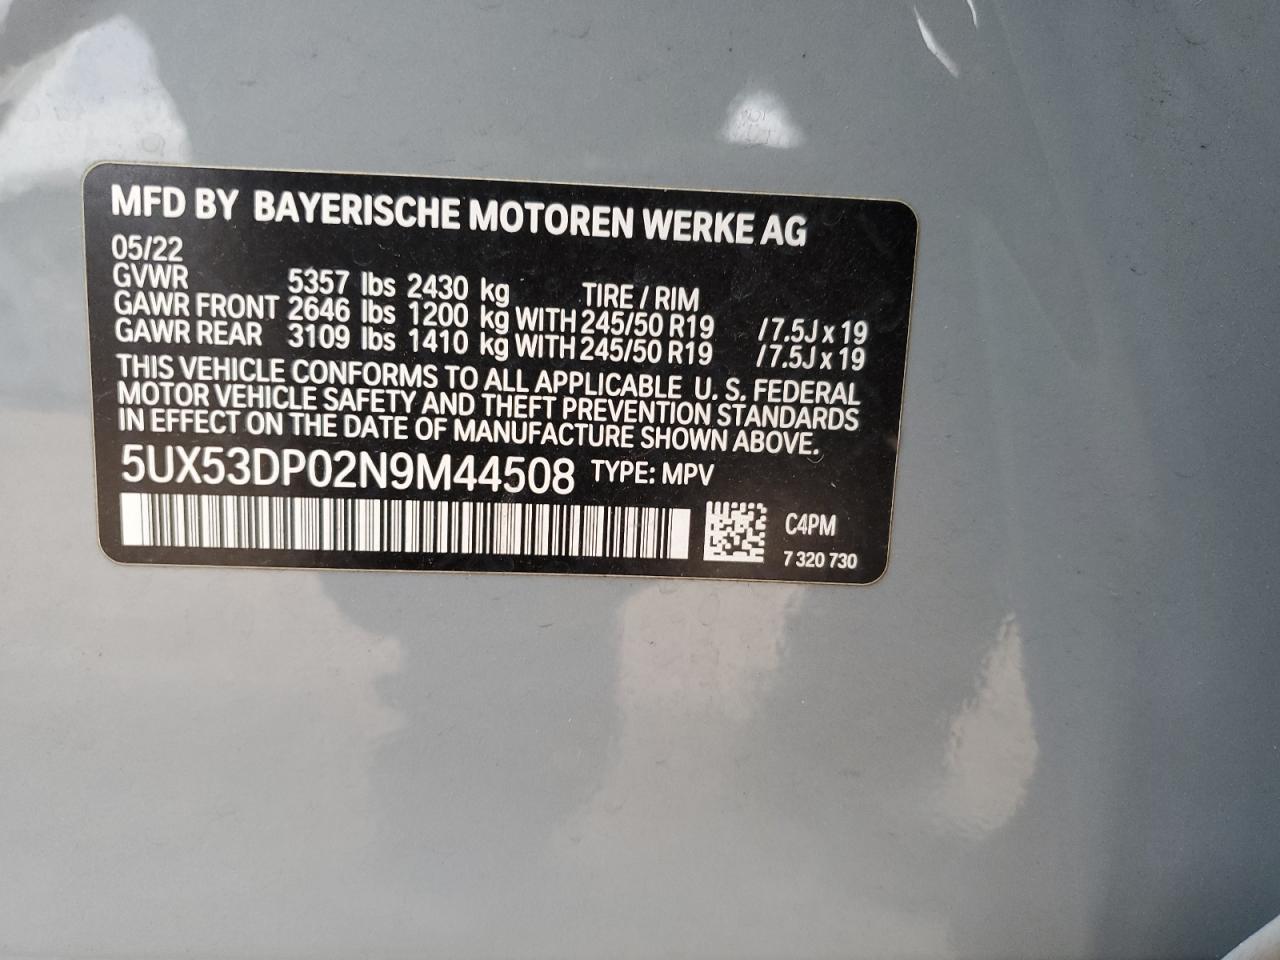 MFD BY BAYERISCHE MOTOREN WERKE AG
05/22
GVWR 5357 lbs 2430 kg TIRE / RIM
GAWR FRONT 2646 lbs 1200 kg WITH 245/50 R19 /7.5J x 19
GAWR REAR 3109 lbs 1410 kg WITH 245/50 R19 /7.5J x 19
THIS VEHICLE CONFORMS TO ALL APPLICABLE U. S. FEDERAL
MOTOR VEHICLE SAFETY AND THEFT PREVENTION STANDARDS
IN EFFECT ON THE DATE OF MANUFACTURE SHOWN ABOVE.
5UX53DP02N9M44508 TYPE: MPV
C4PM
7 320 730